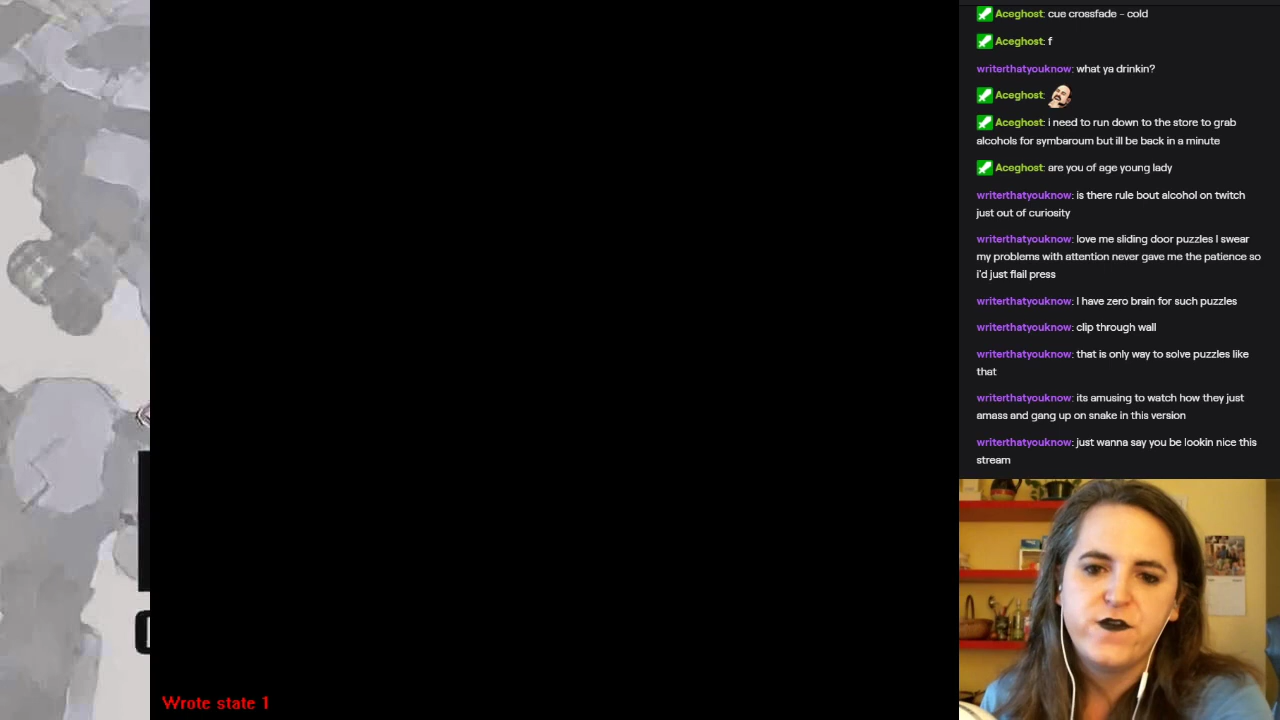 Aceghost: cue crossfade - cold
Aceghost: f
writerthatyouknow: what ya drinkin?
Aceghost:
Aceghost: i need to run down to the store to grab
alcohols for symbaroum but ill be back in a minute
Aceghost: are you of age young lady
writerthatyouknow: is there rule bout alcohol on twitch
just out of curiosity
writerthatyouknow: love me sliding door puzzles I swear
my problems with attention never gave me the patience so
i'd just flail press
writerthatyouknow: I have zero brain for such puzzles
writerthatyouknow: clip through wall
writerthatyouknow: that is only way to solve puzzles like
that
writerthatyouknow: its amusing to watch how they just
amass and gang up on snake in this version
writerthatyouknow: just wanna say you be lookin nice this
stream
Wrote state 1